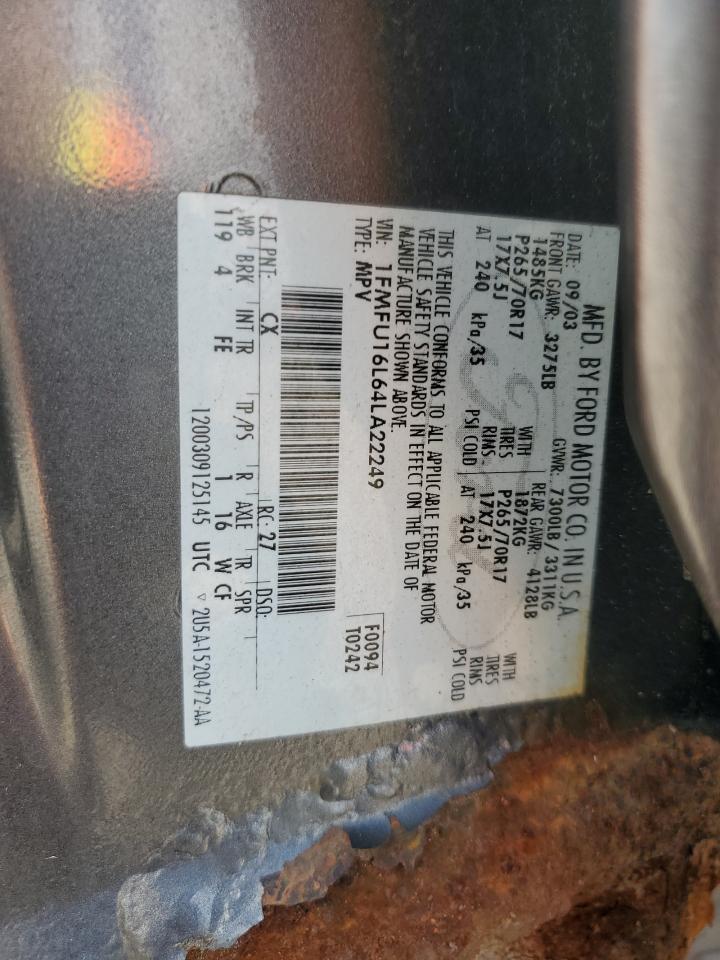 MFD. BY FORD MOTOR CO. IN U.S.A.
DATE: 09/03 GVWR: 7300LB / 3311KG
FRONT GAWR: 3275LB REAR GAWR: 4128LB
1485KG WITH 1872KG WITH
P265/70R17 TIRES P265/70R17 TIRES
17X7.5J RIMS 17X7.5J RIMS
AT 240 kPa/35 PSI COLD AT 240 kPa/35 PSI COLD
THIS VEHICLE CONFORMS TO ALL APPLICABLE FEDERAL MOTOR
VEHICLE SAFETY STANDARDS IN EFFECT ON THE DATE OF
MANUFACTURE SHOWN ABOVE.
VIN: 1FMFU16L64LA22249 F0094
TYPE: MPV T0242
EXT PNT: CX RC: 27 DSO:
WB BRK INT TR TP/PS R AXLE TR SPR
119 4 FE 1 16 W CF
1200309125145 UTC ▽ 2U5A-1520472-AA